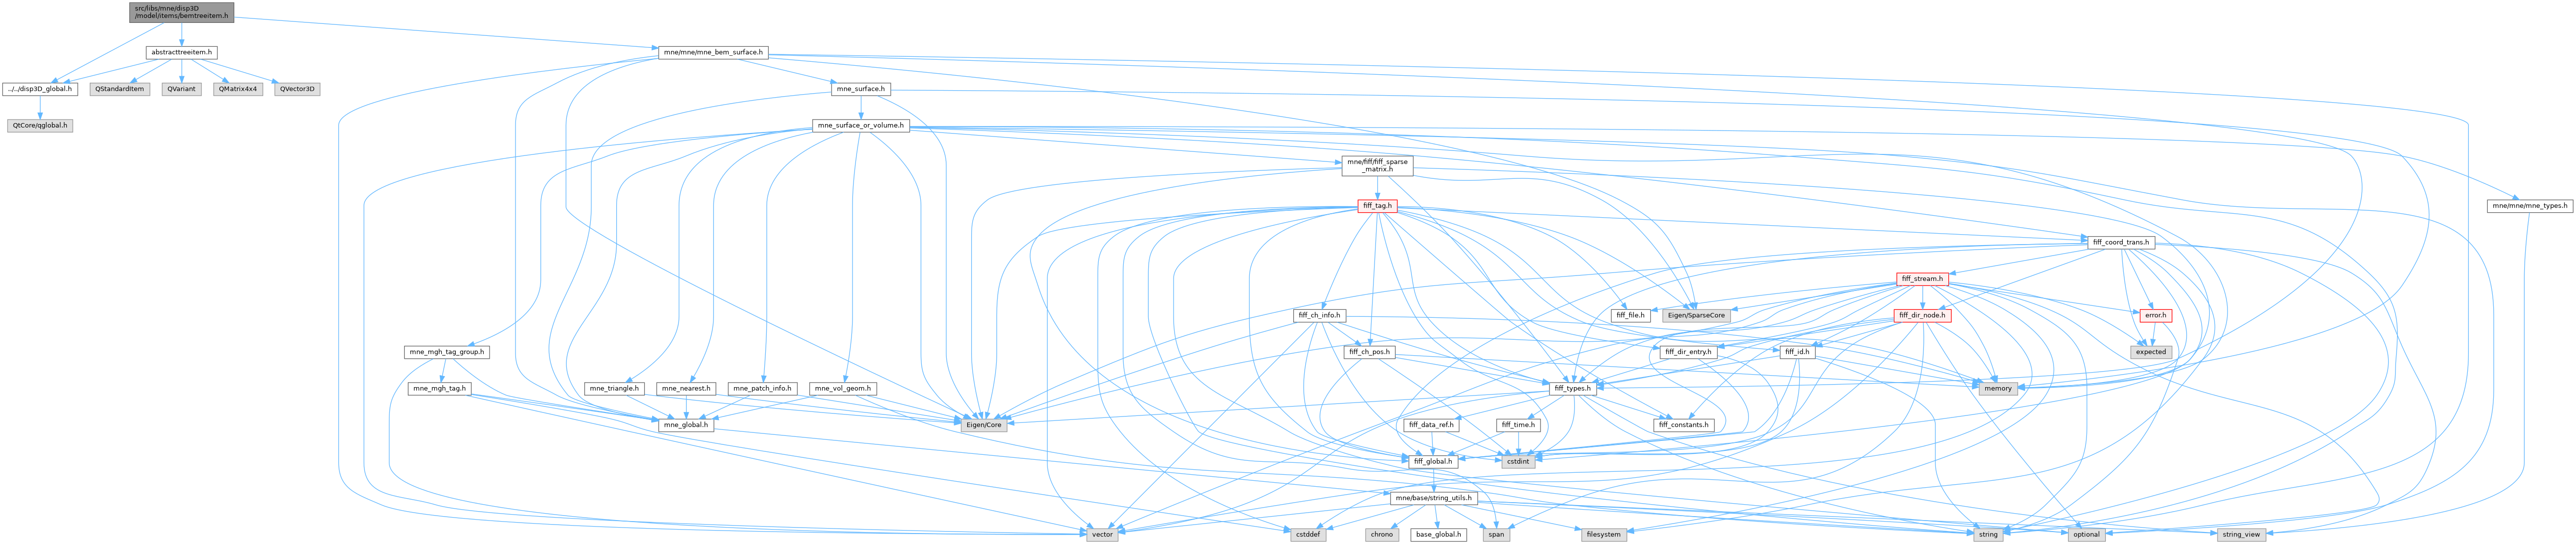 src/libs/mne/disp3D
/model/items/bemtreeitem.h
abstracttreeitem.h
mne/mne/mne_bem_surface.h
../../disp3D_global.h
QStandardItem
QVariant
QMatrix4x4
QVector3D
mne_surface.h
QtCore/qglobal.h
mne_surface_or_volume.h
mne/fiff/fiff_sparse
_matrix.h
fiff_tag.h
mne/mne/mne_types.h
fiff_coord_trans.h
fiff_stream.h
fiff_ch_info.h
fiff_file.h
Eigen/SparseCore
fiff_dir_node.h
error.h
mne_mgh_tag_group.h
fiff_ch_pos.h
fiff_dir_entry.h
fiff_id.h
expected
mne_mgh_tag.h
mne_triangle.h
mne_nearest.h
mne_patch_info.h
mne_vol_geom.h
fiff_types.h
memory
mne_global.h
Eigen/Core
fiff_data_ref.h
fiff_time.h
fiff_constants.h
fiff_global.h
cstdint
mne/base/string_utils.h
vector
cstddef
chrono
base_global.h
span
filesystem
string
optional
string_view